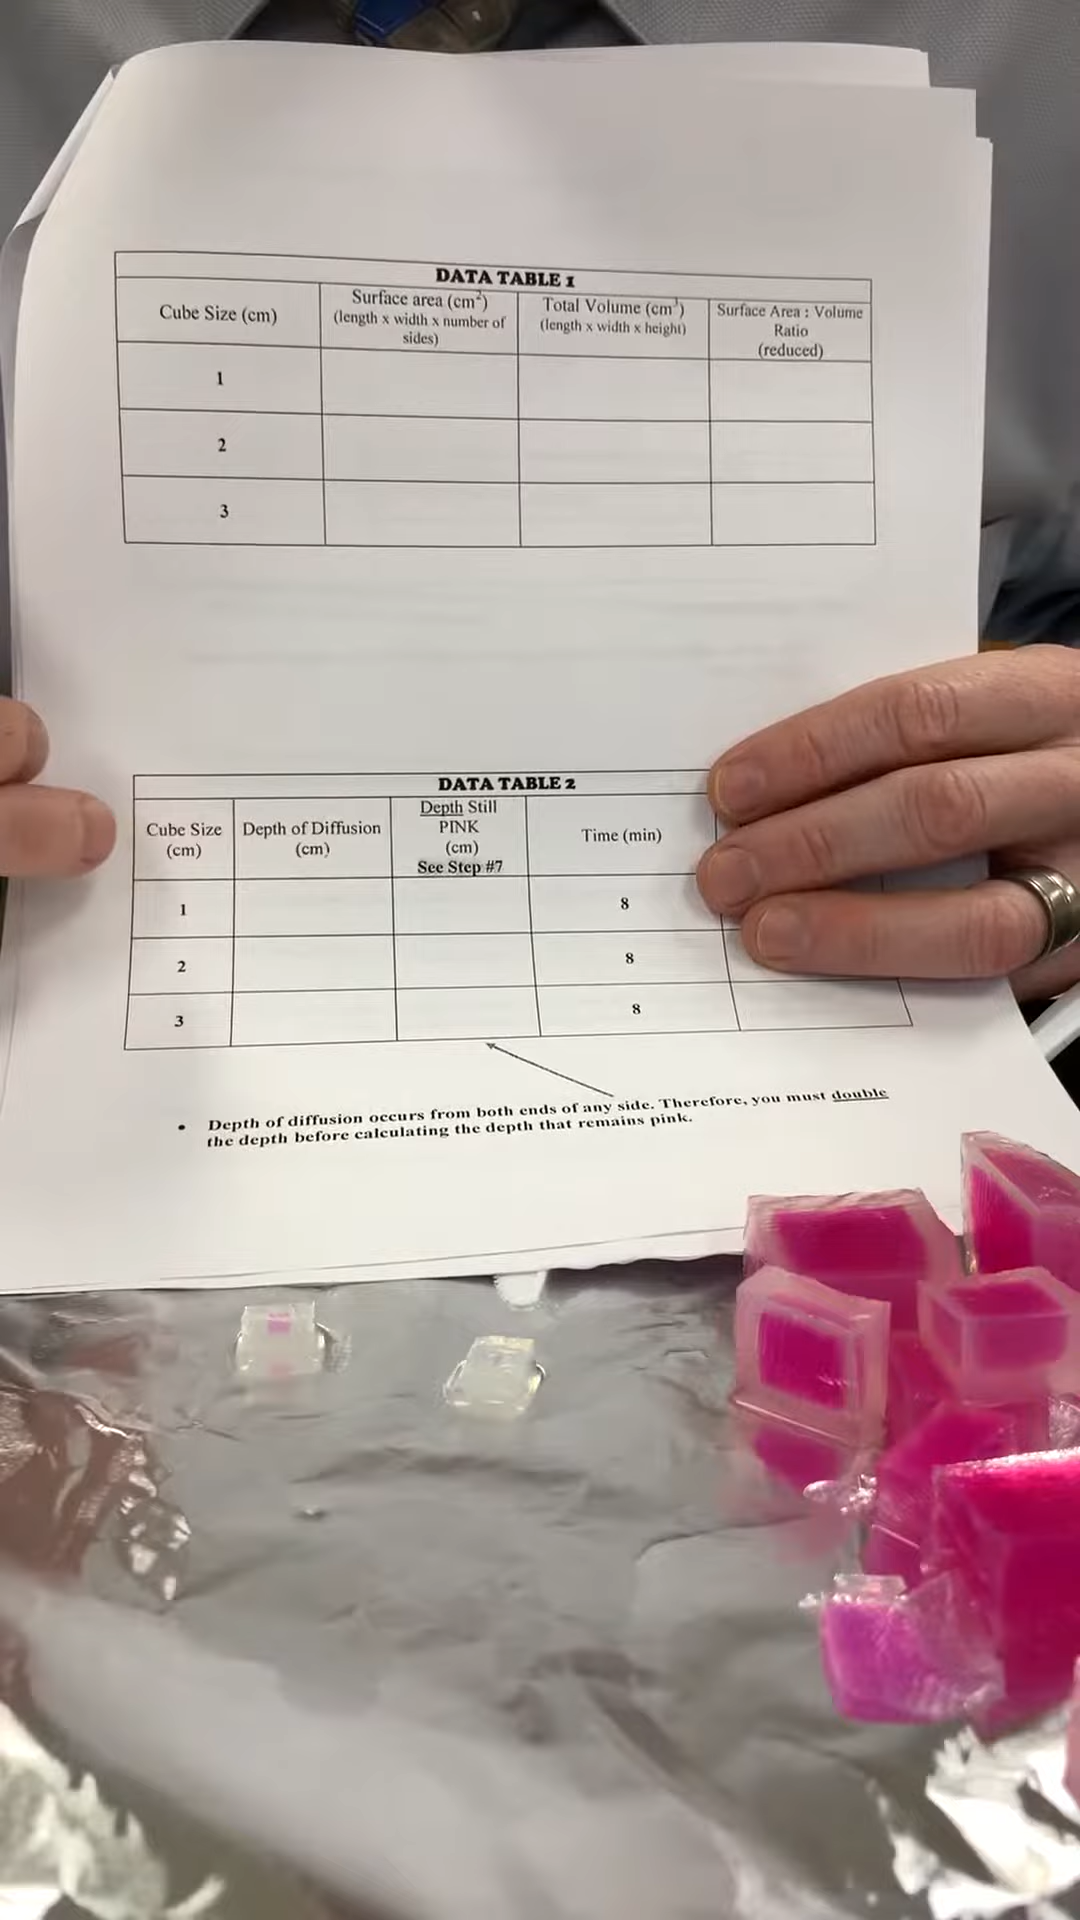 DATA TABLE 1
Cube Size (cm)
Surface area (cm²)
(length x width x number of
sides)
Total Volume (cm³)
(length x width x height)
Surface Area : Volume
Ratio
(reduced)
1
2
3
DATA TABLE 2
Cube Size
(cm)
Depth of Diffusion
(cm)
Depth Still
PINK
(cm)
See Step #7
Time (min)
1
8
2
8
3
8
• Depth of diffusion occurs from both ends of any side. Therefore, you must double
the depth before calculating the depth that remains pink.